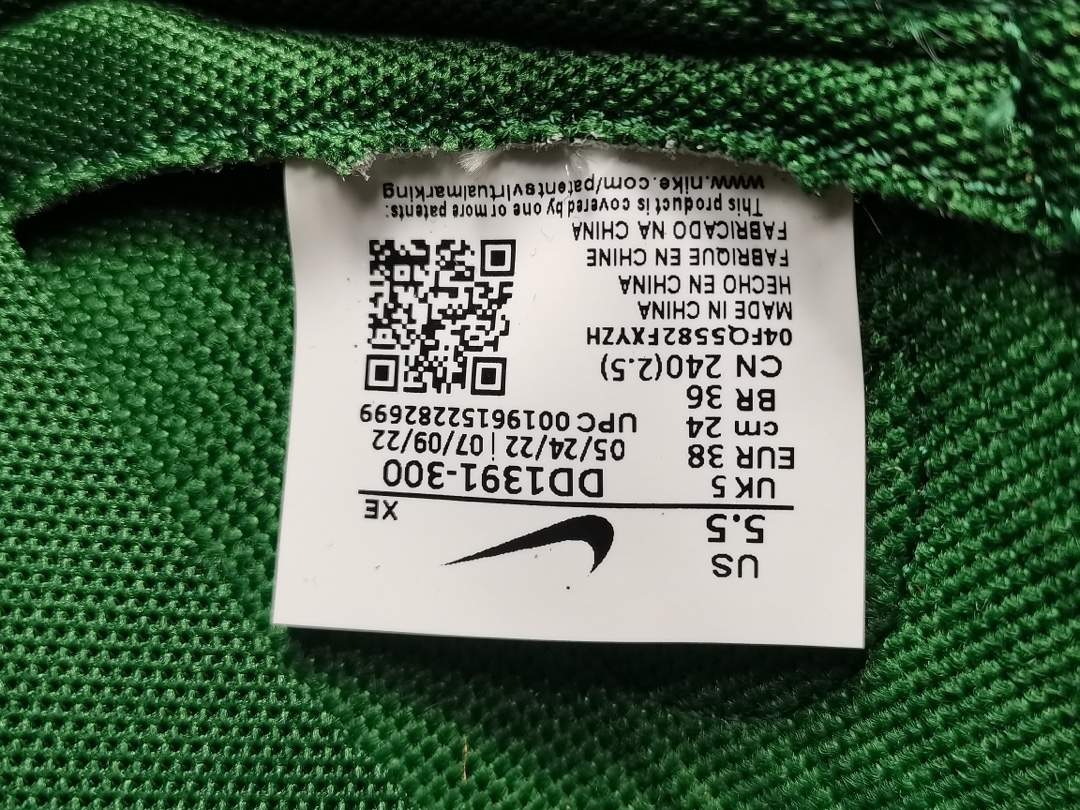 US
5.5
XE
UK 5
EUR 38
cm 24
BR 36
CN 240(2.5)
DD1391-300
05/24/22 | 07/09/22
UPC 00196152282699
04FQ5582FXYZH
MADE IN CHINA
HECHO EN CHINA
FABRIQUE EN CHINE
FABRICADO NA CHINA
This product is covered by one or more patents:
www.nike.com/patentsvirtualmarking